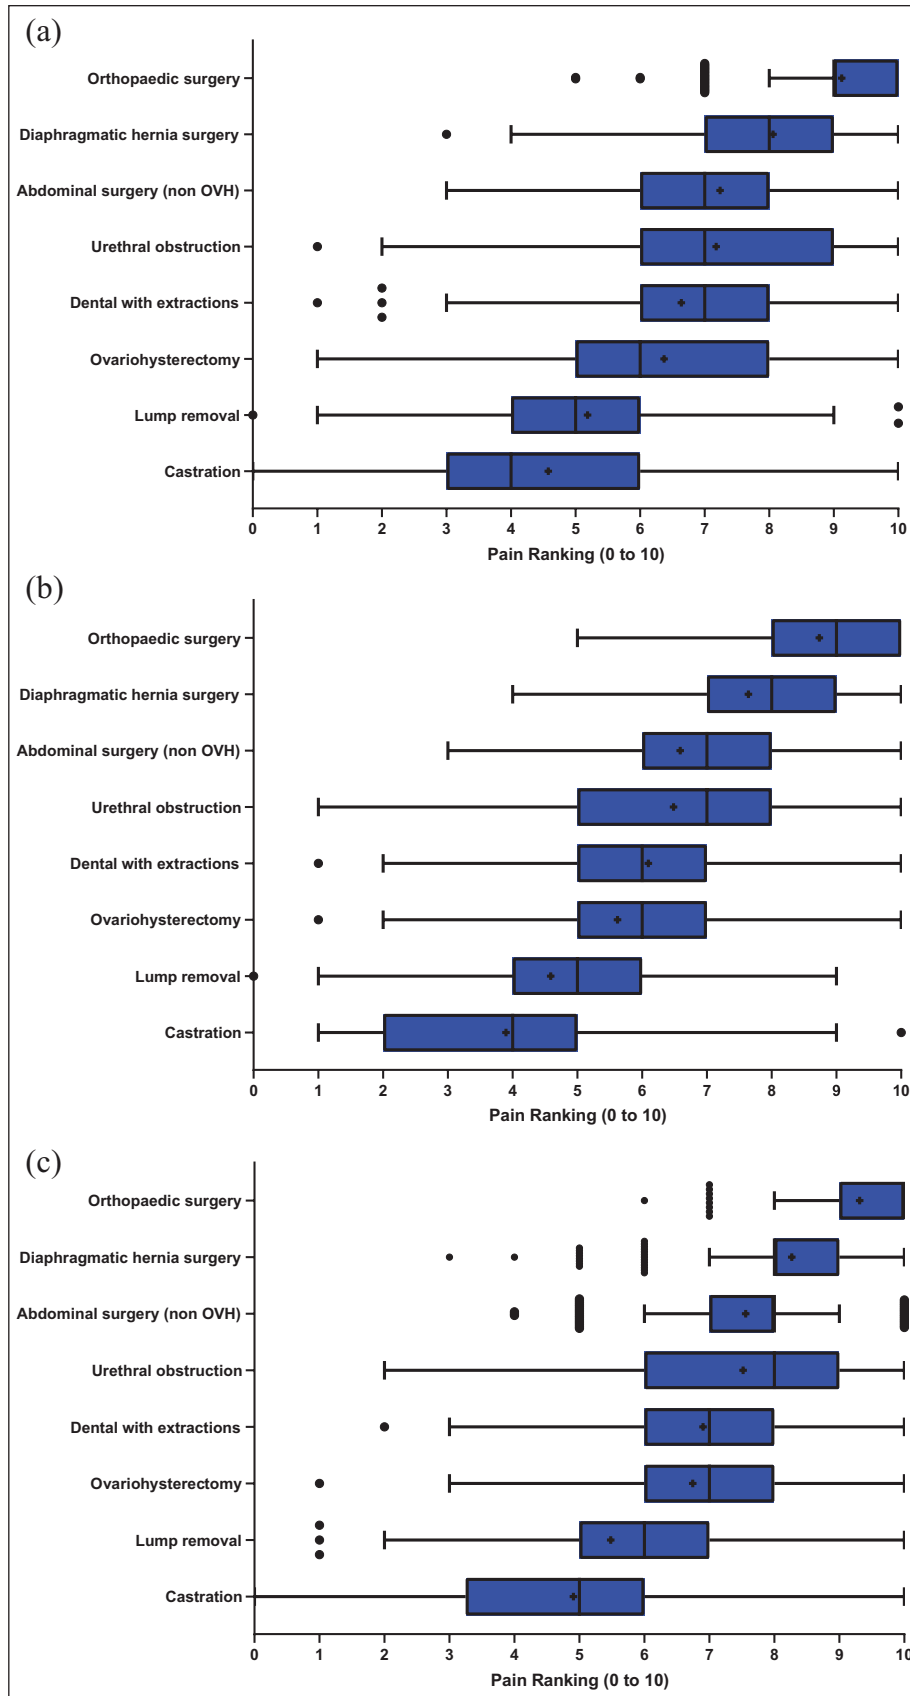 (a)
Orthopaedic surgery
Diaphragmatic hernia surgery
Abdominal surgery (non OVH)
Urethral obstruction
Dental with extractions
Ovariohysterectomy
Lump removal
Castration
0 1 2 3 4 5 6 7 8 9 10
Pain Ranking (0 to 10)
(b)
Orthopaedic surgery
Diaphragmatic hernia surgery
Abdominal surgery (non OVH)
Urethral obstruction
Dental with extractions
Ovariohysterectomy
Lump removal
Castration
0 1 2 3 4 5 6 7 8 9 10
Pain Ranking (0 to 10)
(c)
Orthopaedic surgery
Diaphragmatic hernia surgery
Abdominal surgery (non OVH)
Urethral obstruction
Dental with extractions
Ovariohysterectomy
Lump removal
Castration
0 1 2 3 4 5 6 7 8 9 10
Pain Ranking (0 to 10)